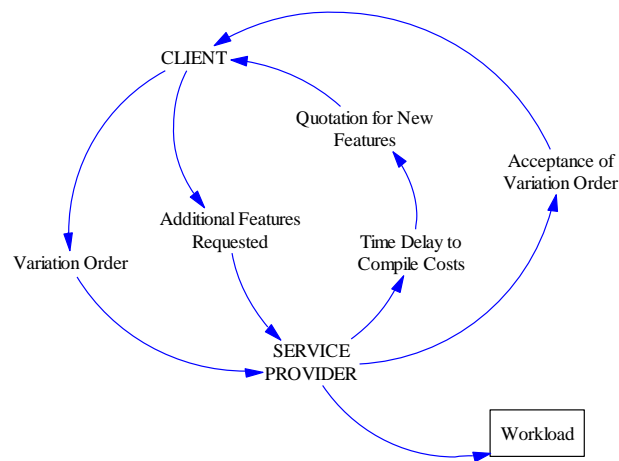 CLIENT
Quotation for New
Features
Acceptance of
Variation Order
Additional Features
Requested
Variation Order
Time Delay to
Compile Costs
SERVICE
PROVIDER
Workload